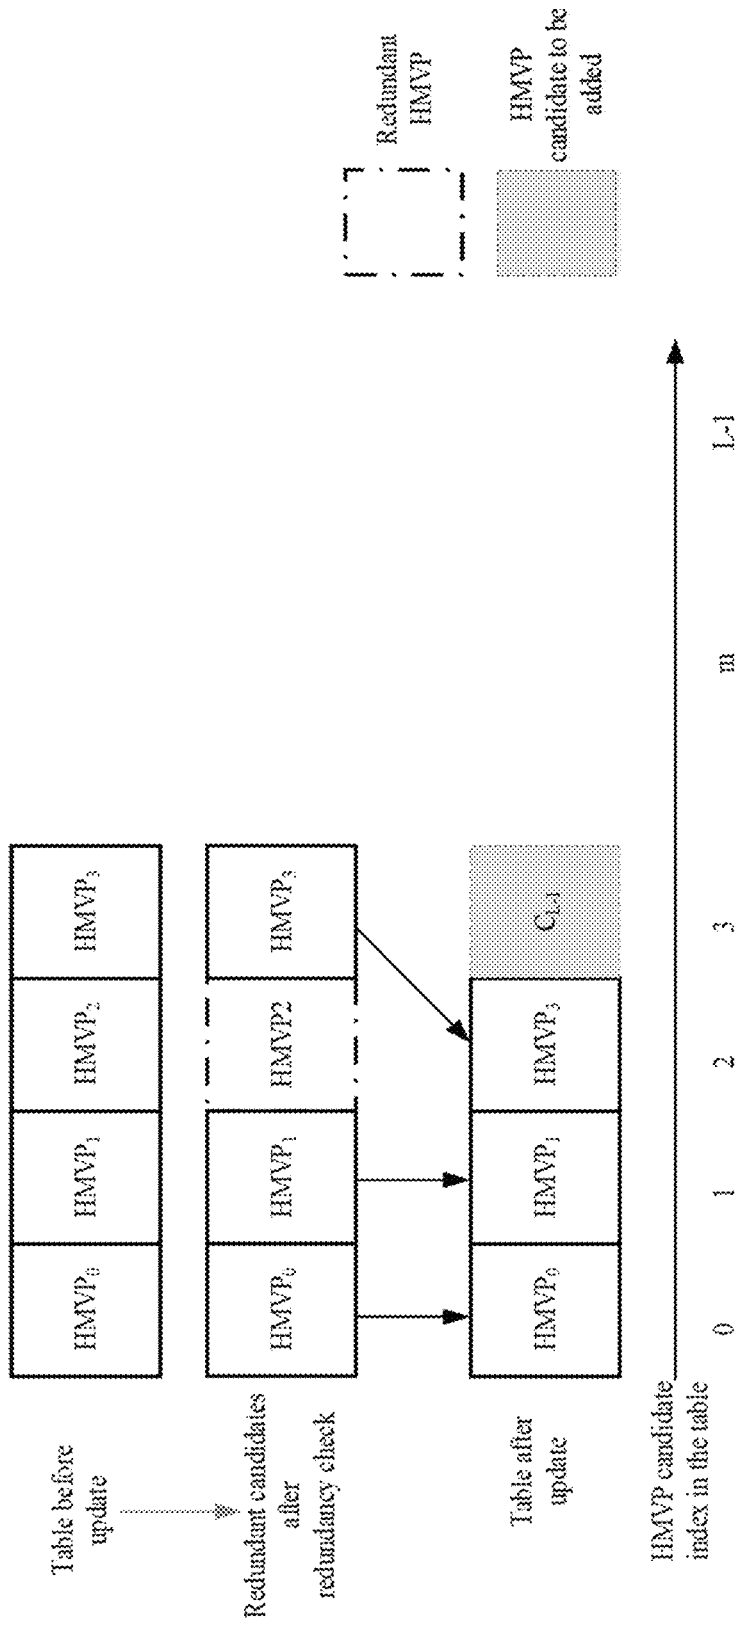 Table before
update
HMVP0
HMVP1
HMVP2
HMVP3
Redundant candidates
after
redundancy check
HMVP0
HMVP1
HMVP2
HMVP3
Table after
update
HMVP0
HMVP1
HMVP3
CL-1
HMVP candidate
index in the table
0
1
2
3
m
L-1
Redundant
HMVP
HMVP
candidate to be
added